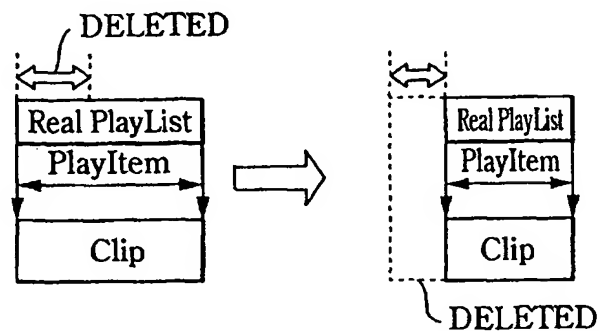 DELETED
Real PlayList
PlayItem
Clip
Real PlayList
PlayItem
Clip
DELETED